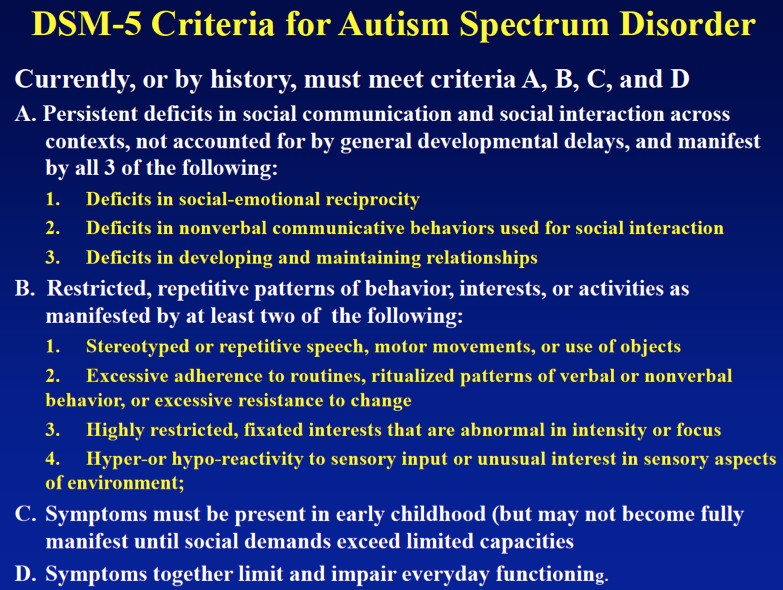 DSM-5 Criteria for Autism Spectrum Disorder
Currently, or by history, must meet criteria A, B, C, and D
A. Persistent deficits in social communication and social interaction across
contexts, not accounted for by general developmental delays, and manifest
by all 3 of the following:
1. Deficits in social-emotional reciprocity
2. Deficits in nonverbal communicative behaviors used for social interaction
3. Deficits in developing and maintaining relationships
B. Restricted, repetitive patterns of behavior, interests, or activities as
manifested by at least two of the following:
1. Stereotyped or repetitive speech, motor movements, or use of objects
2. Excessive adherence to routines, ritualized patterns of verbal or nonverbal
behavior, or excessive resistance to change
3. Highly restricted, fixated interests that are abnormal in intensity or focus
4. Hyper-or hypo-reactivity to sensory input or unusual interest in sensory aspects
of environment;
C. Symptoms must be present in early childhood (but may not become fully
manifest until social demands exceed limited capacities
D. Symptoms together limit and impair everyday functioning.